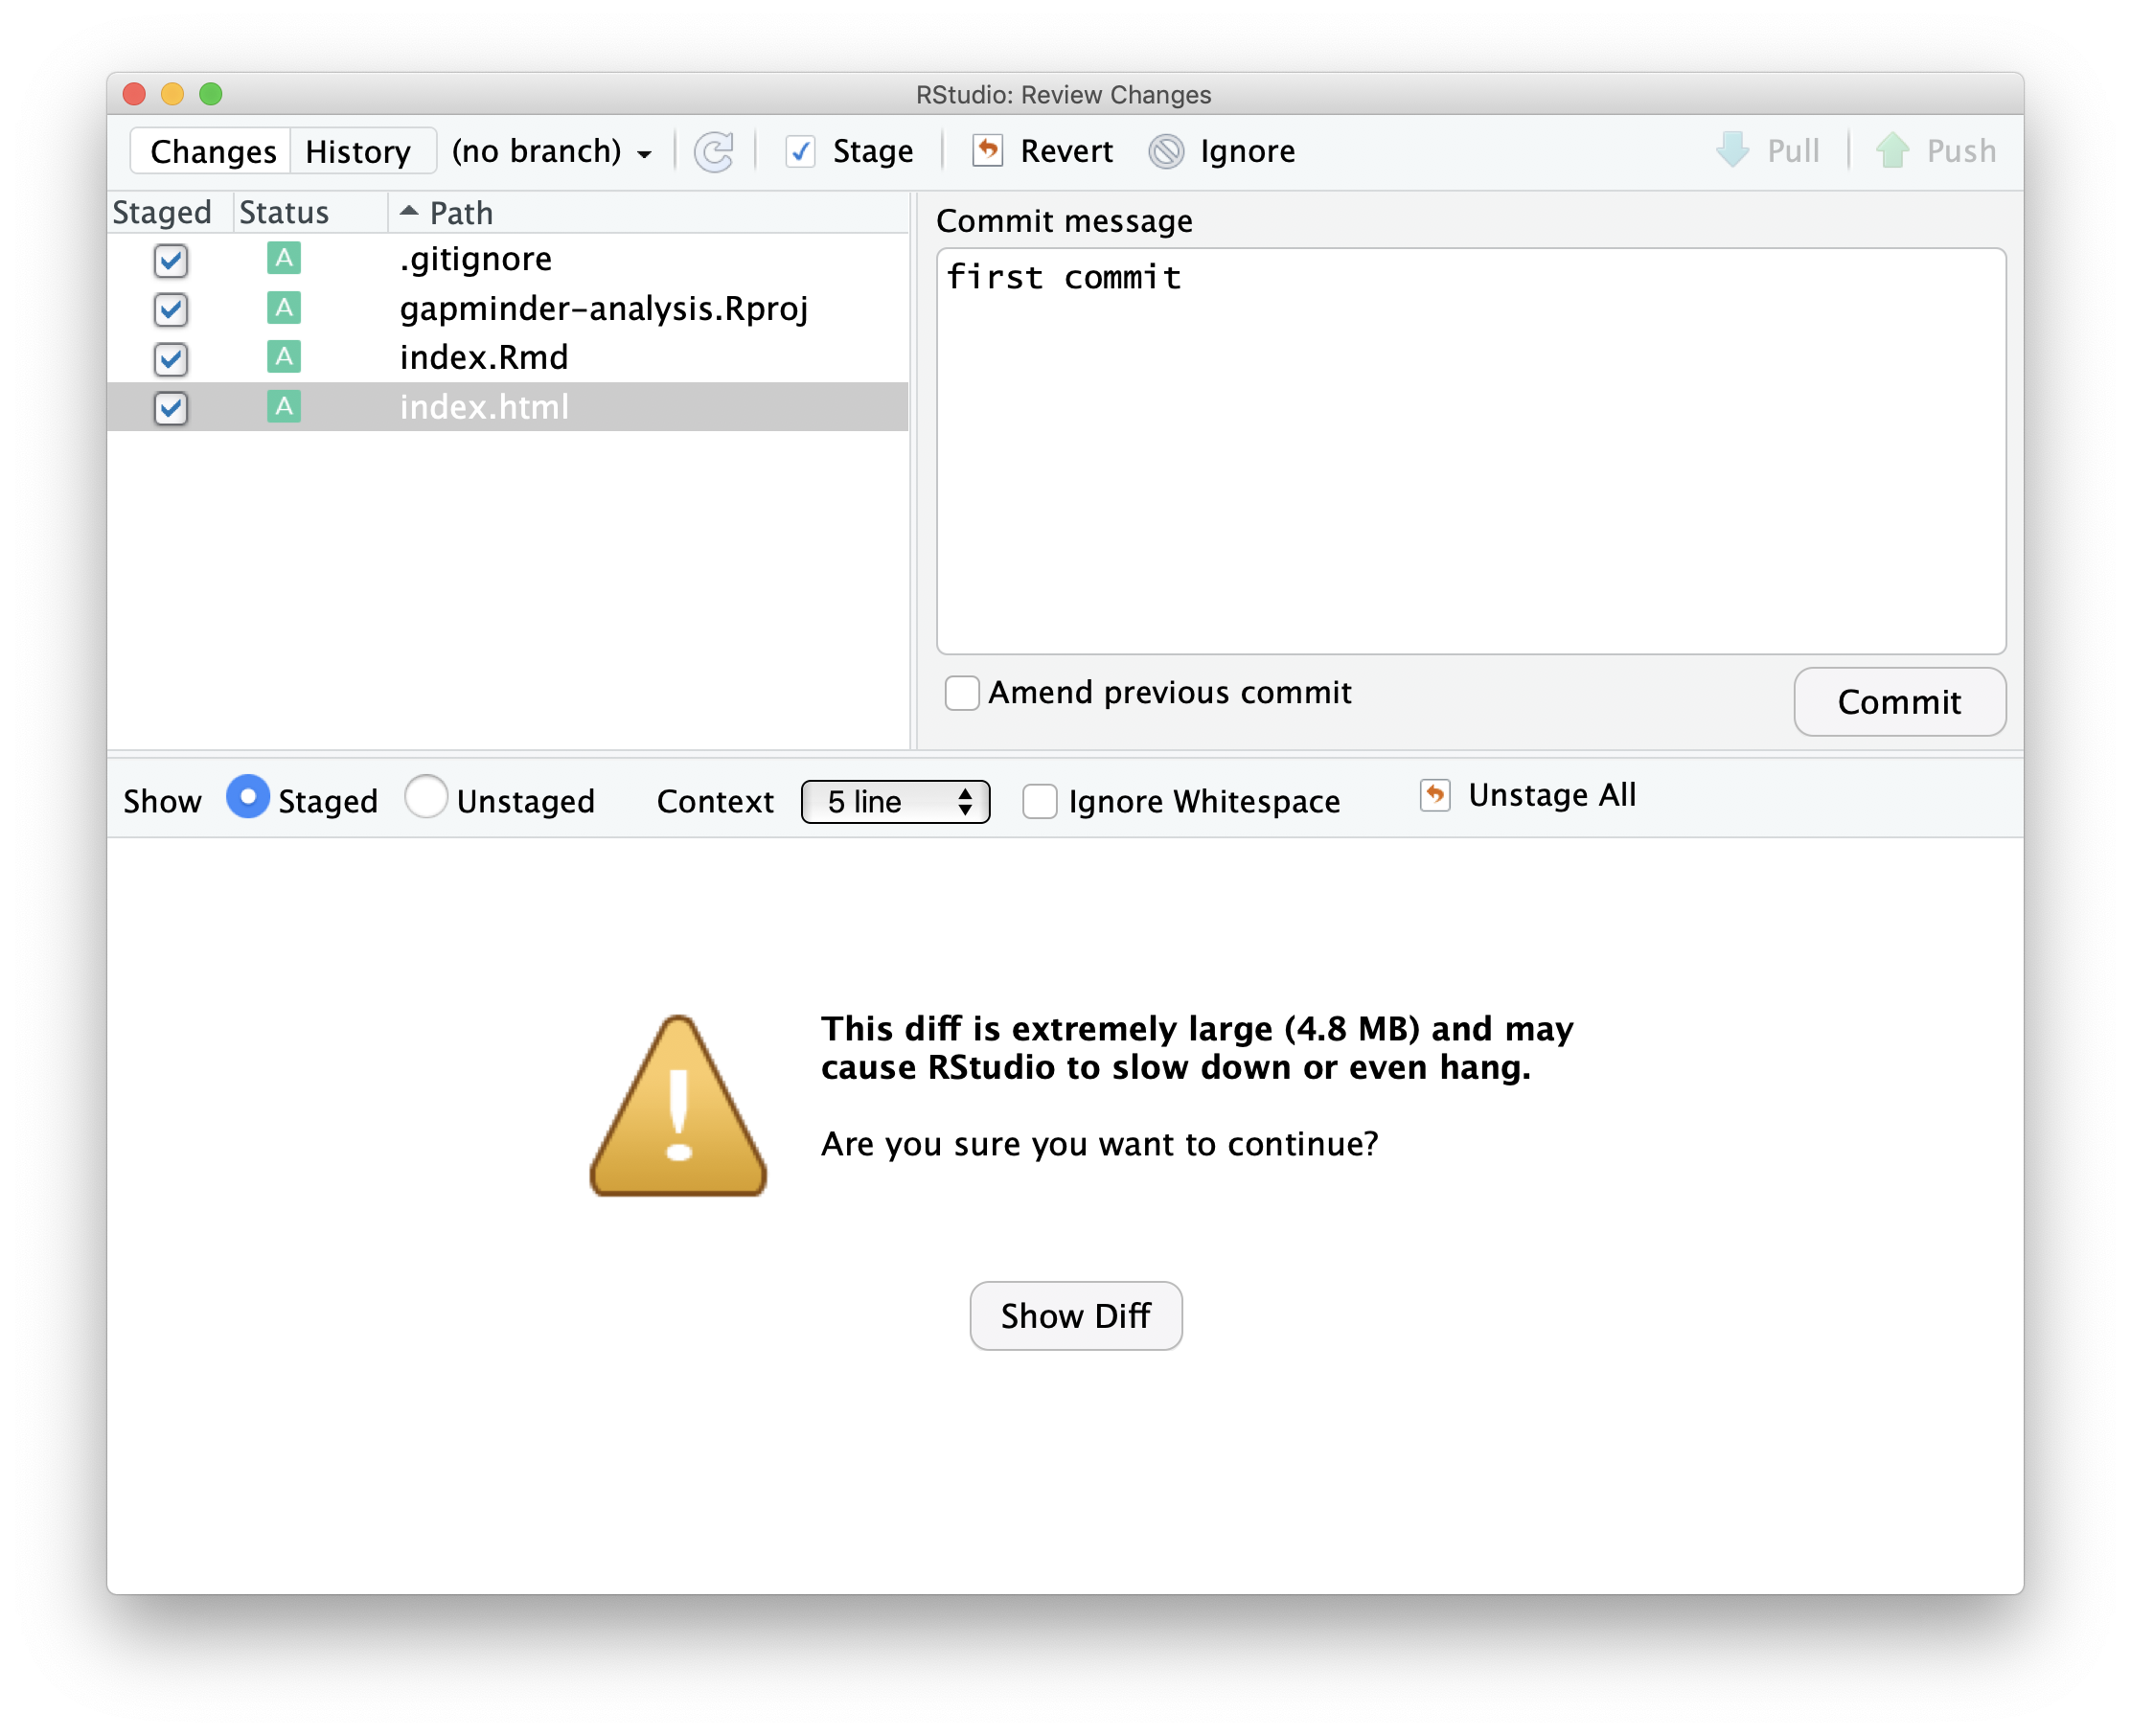 RStudio: Review Changes
Changes History (no branch) Stage Revert Ignore Pull Push
Staged Status Path
A .gitignore
A gapminder-analysis.Rproj
A index.Rmd
A index.html
Commit message
first commit
Amend previous commit
Commit
Show Staged Unstaged Context 5 line Ignore Whitespace Unstage All
This diff is extremely large (4.8 MB) and may
cause RStudio to slow down or even hang.
Are you sure you want to continue?
Show Diff